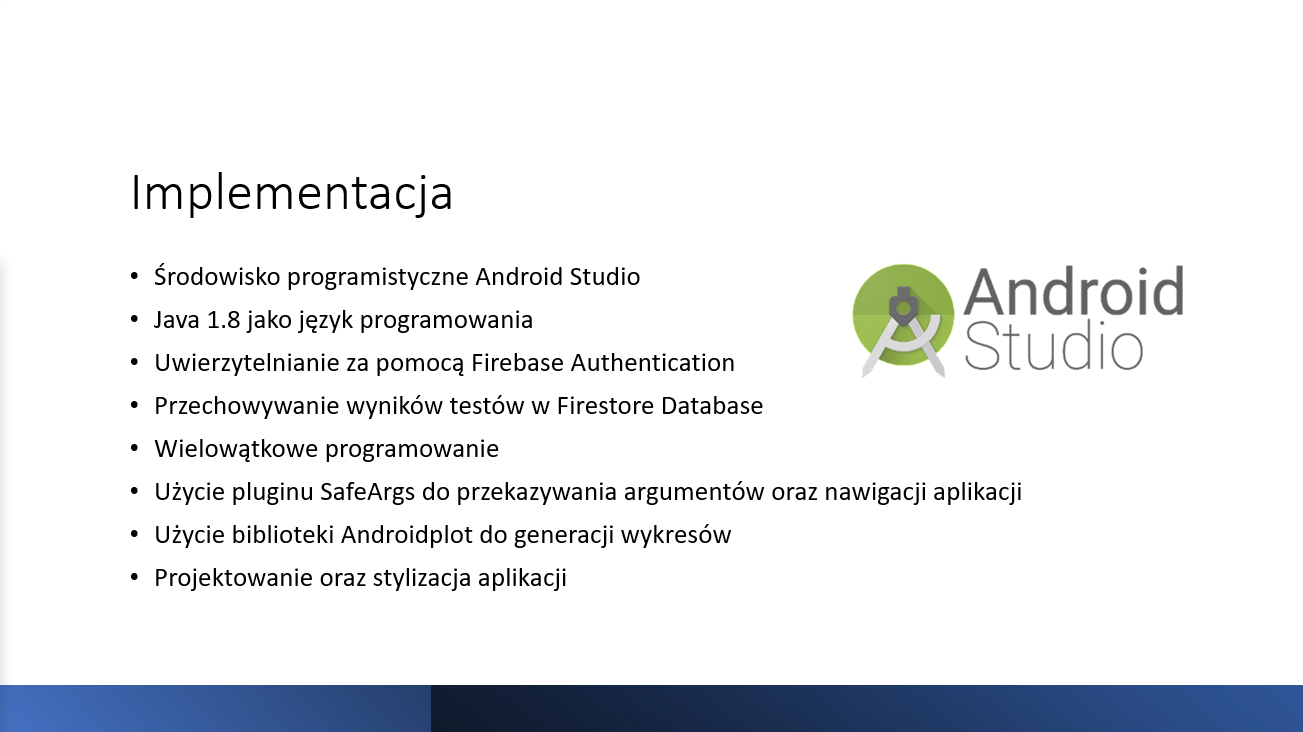 Implementacja
• Środowisko programistyczne Android Studio
• Java 1.8 jako język programowania
• Uwierzytelnianie za pomocą Firebase Authentication
• Przechowywanie wyników testów w Firestore Database
• Wielowątkowe programowanie
• Użycie pluginu SafeArgs do przekazywania argumentów oraz nawigacji aplikacji
• Użycie biblioteki Androidplot do generacji wykresów
• Projektowanie oraz stylizacja aplikacji
Android
Studio